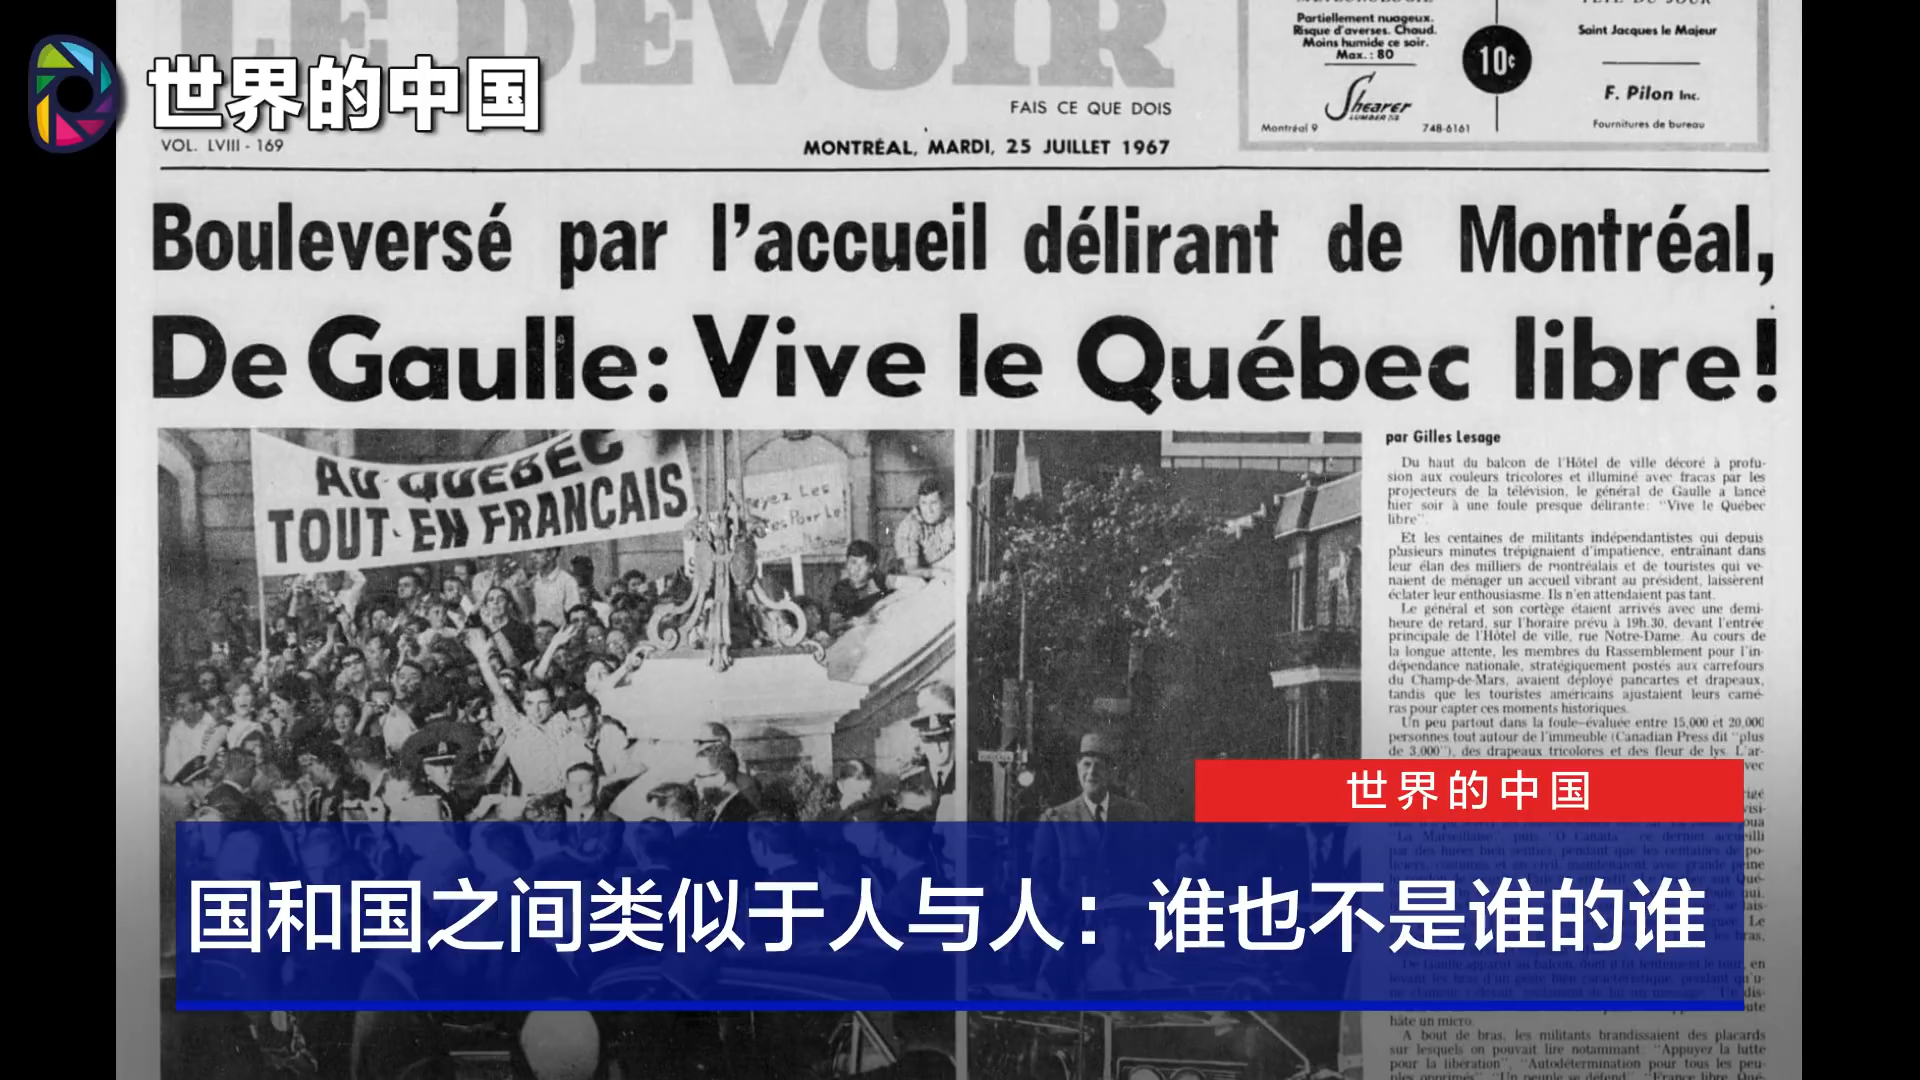 LE DEVOIR
世界的中国
FAIS CE QUE DOIS
VOL. LVIII - 169
MONTRÉAL, MARDI, 25 JUILLET 1967
Partiellement nuageux.
Risque d'averses. Chaud.
Moins humide ce soir.
Max. : 80
Shearer
LUMBER
Montréal 9 748-6161
10¢
Saint Jacques le Majeur
F. Pilon Inc.
Fournitures de bureau
Bouleversé par l'accueil délirant de Montréal,
De Gaulle: Vive le Québec libre!
AU QUÉBEC
TOUT EN FRANCAIS
par Gilles Lesage
Du haut du balcon de l'Hôtel de ville décoré à profu-
sion aux couleurs tricolores et illuminé avec fracas par les
projecteurs de la télévision, le général de Gaulle a lancé
hier soir à une foule presque délirante: "Vive le Québec
libre".
Et les centaines de militants indépendantistes qui depuis
plusieurs minutes trépignaient d'impatience, entraînant dans
leur élan des milliers de montréalais et de touristes qui ve-
naient de ménager un accueil vibrant au président, laissèrent
éclater leur enthousiasme. Ils n'en attendaient pas tant.
Le général et son cortège étaient arrivés avec une demi-
heure de retard, sur l'horaire prévu à 19h.30, devant l'entrée
principale de l'Hôtel de ville, rue Notre-Dame. Au cours de
la longue attente, les membres du Rassemblement pour l'in-
dépendance nationale, stratégiquement postés aux carrefours
du Champ-de-Mars, avaient déployé pancartes et drapeaux,
tandis que les touristes américains ajustaient leurs camé-
ras pour capter ces moments historiques.
Un peu partout dans la foule—évaluée entre 15,000 et 20,000
personnes tout autour de l'immeuble (Canadian Press dit "plus
de 3,000"), des drapeaux tricolores et des fleur de lys. L'ar-
世界的中国
国和国之间类似于人与人：谁也不是谁的谁
hâte un micro.
A bout de bras, les militants brandissaient des placards
sur lesquels on pouvait lire notamment: "Appuyez la lutte
pour la libération", "Autodétermination pour tous les peu-
ples opprimés", "Un peuple se défend", "France libre, Qué-